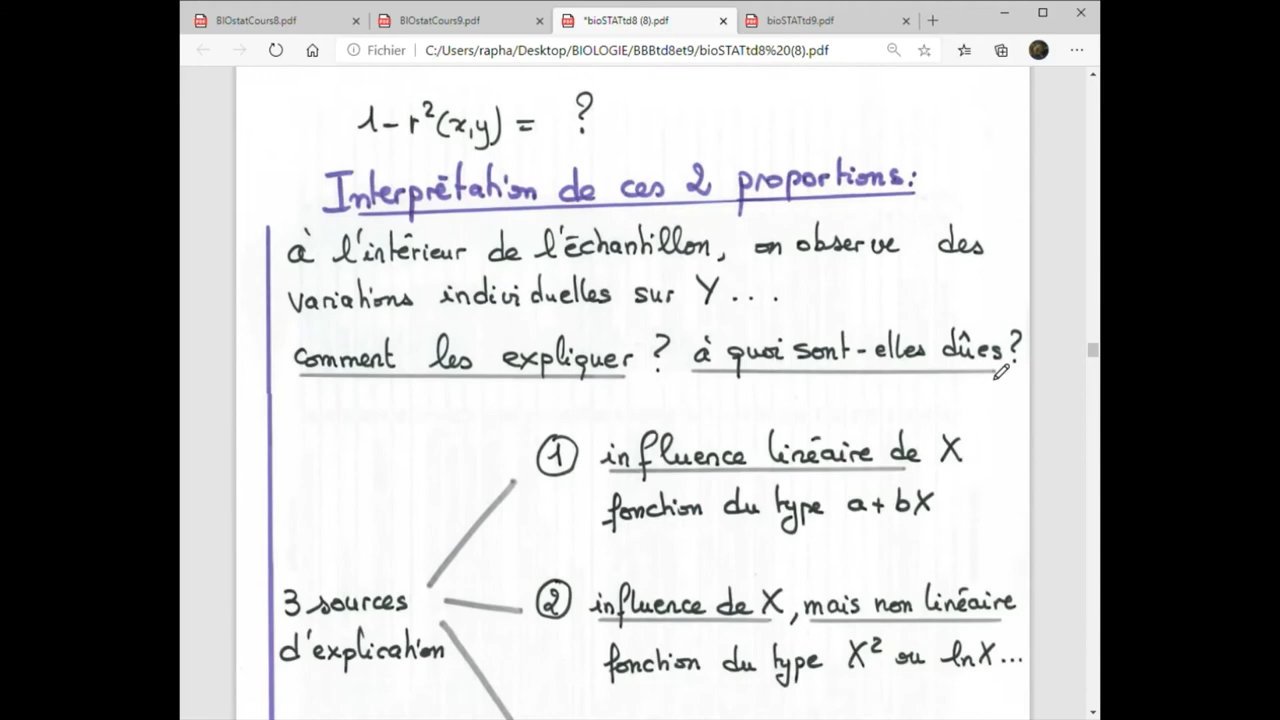 BIOstatCours8.pdf
BIOstatCours9.pdf
*bioSTATtd8 (8).pdf
bioSTATtd9.pdf
Fichier
C:/Users/rapha/Desktop/BIOLOGIE/BBBtd8et9/bioSTATtd8%20(8).pdf
1-r²(x,y) = ?
Interprétation de ces 2 proportions:
à l'intérieur de l'échantillon, on observe des
variations individuelles sur Y...
comment les expliquer ? à quoi sont-elles dûes?
① influence linéaire de X
fonction du type a+bX
3 sources
d'explication
② influence de X, mais non linéaire
fonction du type X² ou lnX...